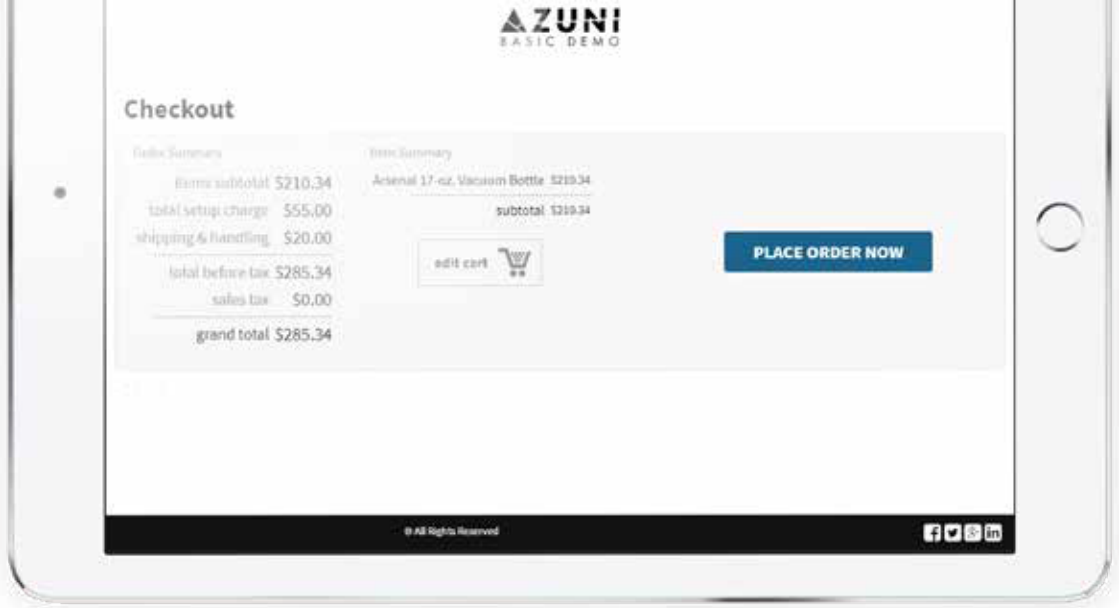 AZUNI
BASIC DEMO
Checkout
Order Summary
items subtotal $210.34
total setup charge $55.00
shipping & handling $20.00
total before tax $285.34
sales tax $0.00
grand total $285.34
Item Summary
Arsenal 17-oz. Vacuum Bottle $210.34
subtotal $210.34
edit cart
PLACE ORDER NOW
© All Rights Reserved